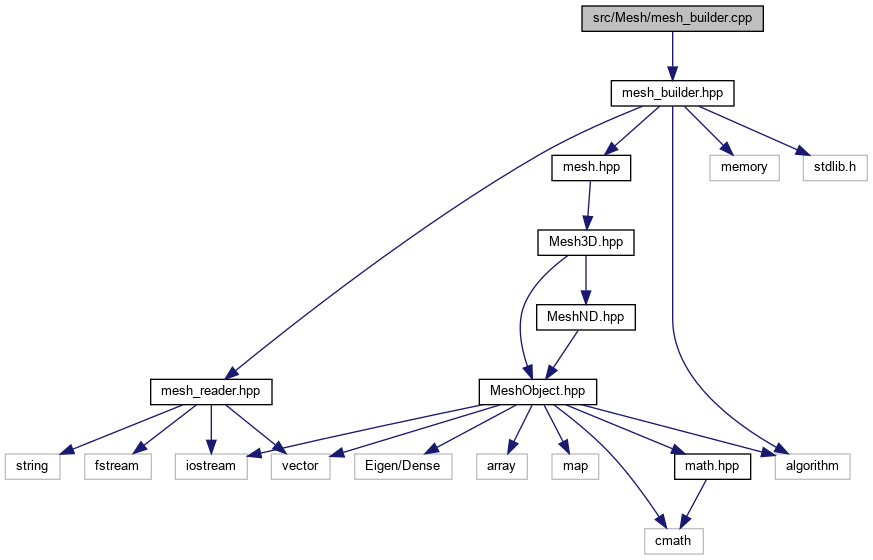 src/Mesh/mesh_builder.cpp
mesh_builder.hpp
mesh.hpp
memory
stdlib.h
Mesh3D.hpp
MeshND.hpp
mesh_reader.hpp
MeshObject.hpp
string
fstream
iostream
vector
Eigen/Dense
array
map
math.hpp
algorithm
cmath